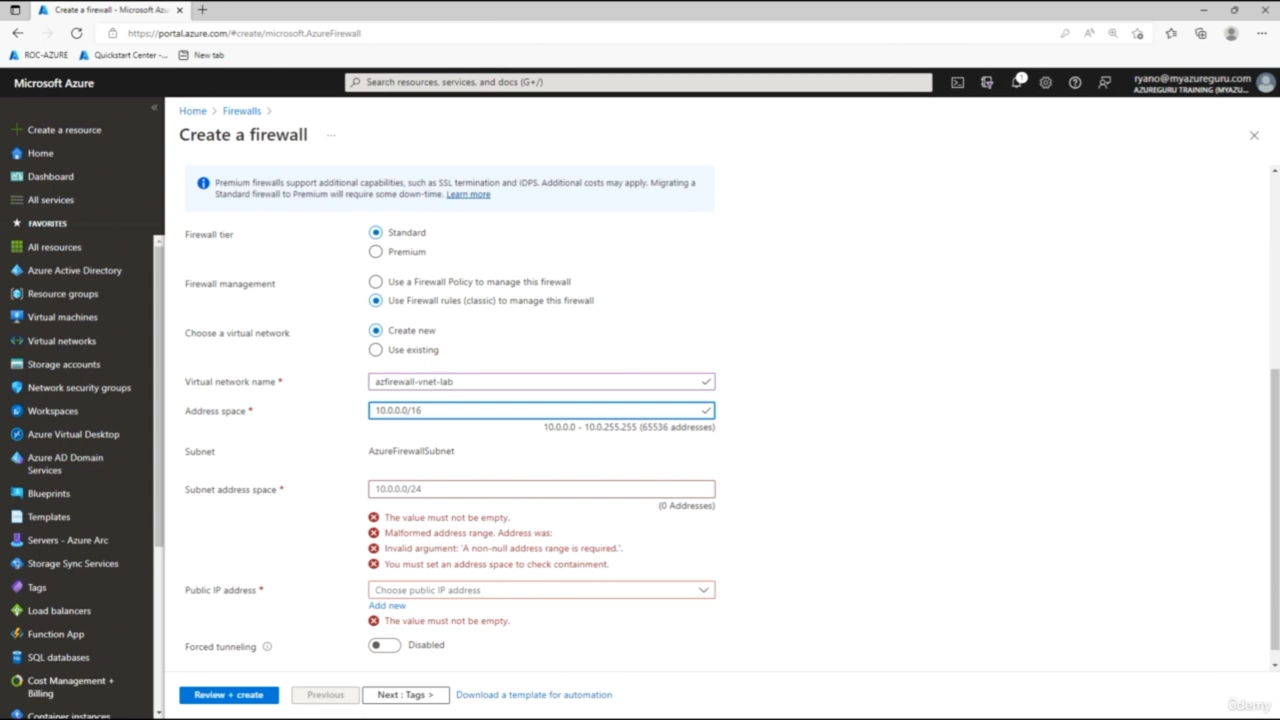 Create a firewall - Microsoft Azu
https://portal.azure.com/#create/microsoft.AzureFirewall
ROC-AZURE
Quickstart Center -...
New tab
Microsoft Azure
Search resources, services, and docs (G+/)
1
ryano@myazureguru.com
AZUREGURU TRAINING (MYAZU...
Create a resource
Home
Dashboard
All services
FAVORITES
All resources
Azure Active Directory
Resource groups
Virtual machines
Virtual networks
Storage accounts
Network security groups
Workspaces
Azure Virtual Desktop
Azure AD Domain
Services
Blueprints
Templates
Servers - Azure Arc
Storage Sync Services
Tags
Load balancers
Function App
SQL databases
Cost Management +
Billing
Container instances
Home > Firewalls >
Create a firewall ...
Premium firewalls support additional capabilities, such as SSL termination and IDPS. Additional costs may apply. Migrating a
Standard firewall to Premium will require some down-time. Learn more
Firewall tier
Standard
Premium
Firewall management
Use a Firewall Policy to manage this firewall
Use Firewall rules (classic) to manage this firewall
Choose a virtual network
Create new
Use existing
Virtual network name *
azfirewall-vnet-lab
Address space *
10.0.0.0/16
10.0.0.0 - 10.0.255.255 (65536 addresses)
Subnet
AzureFirewallSubnet
Subnet address space *
10.0.0.0/24
(0 Addresses)
The value must not be empty.
Malformed address range. Address was:
Invalid argument: 'A non-null address range is required.'.
You must set an address space to check containment.
Public IP address *
Choose public IP address
Add new
The value must not be empty.
Forced tunneling
Disabled
Review + create
Previous
Next : Tags >
Download a template for automation
ûdemy